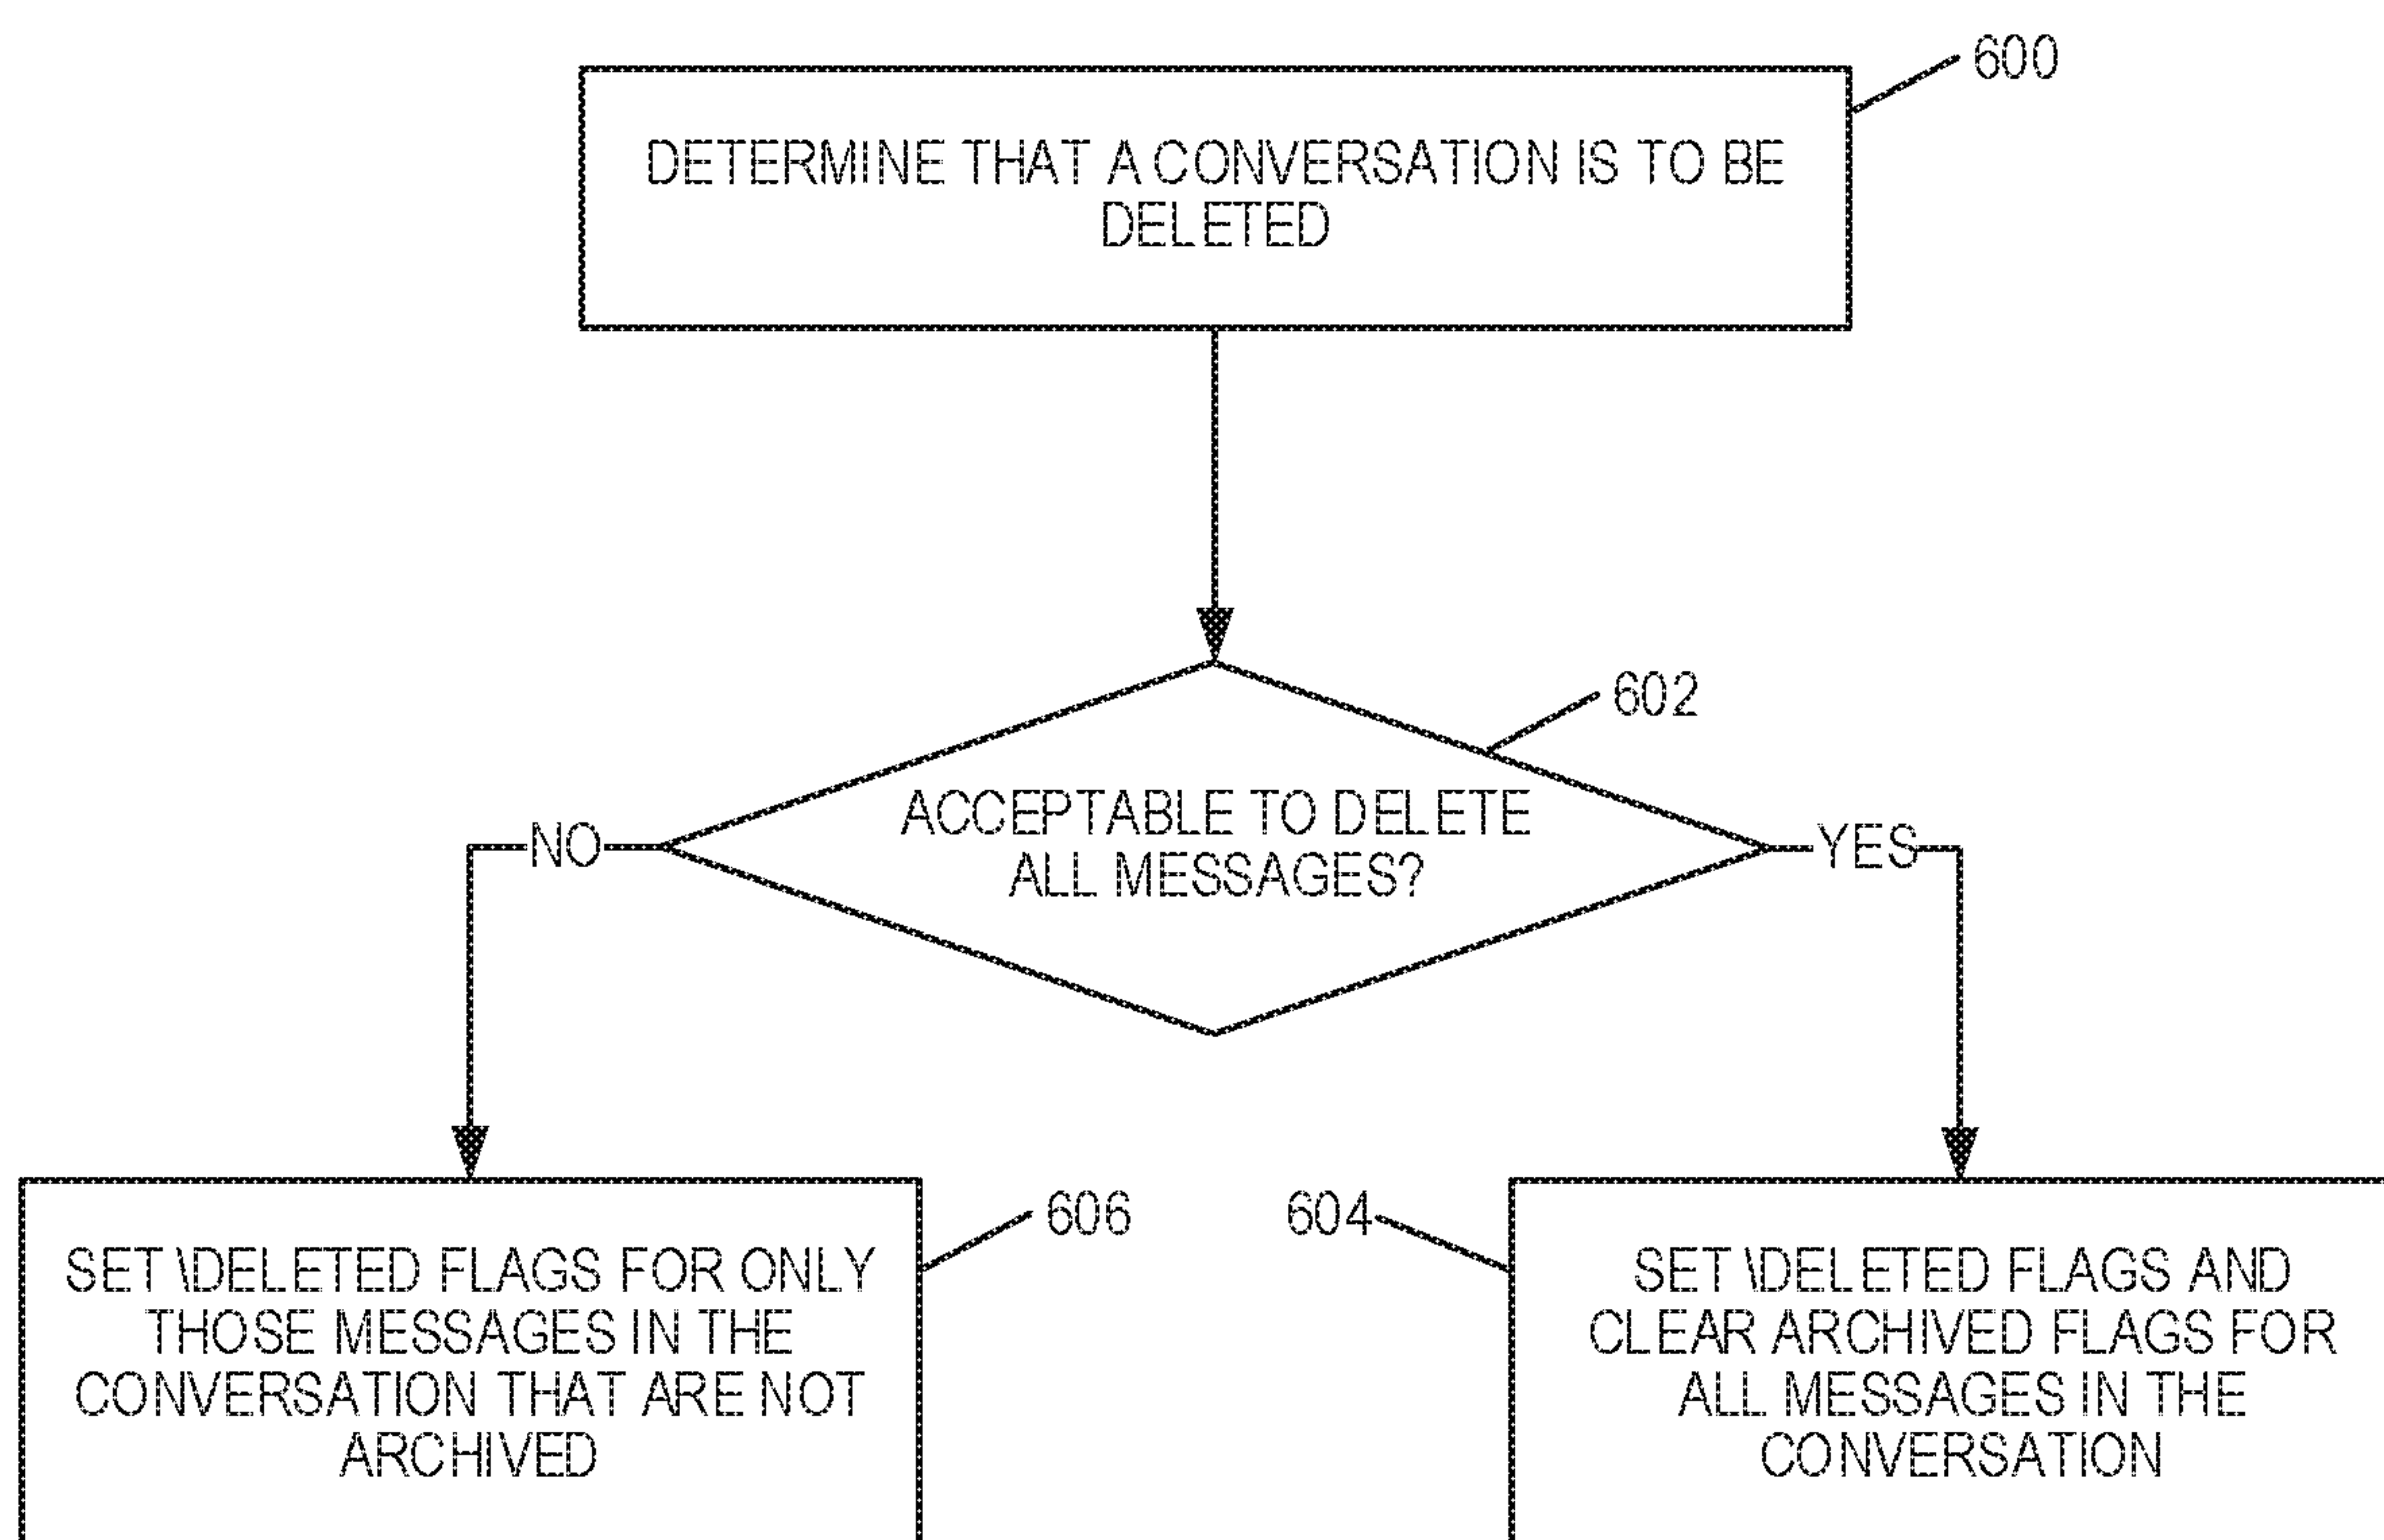 600
DETERMINE THAT A CONVERSATION IS TO BE
DELETED
602
ACCEPTABLE TO DELETE
ALL MESSAGES?
NO
YES
606
604
SET \DELETED FLAGS FOR ONLY
THOSE MESSAGES IN THE
CONVERSATION THAT ARE NOT
ARCHIVED
SET \DELETED FLAGS AND
CLEAR ARCHIVED FLAGS FOR
ALL MESSAGES IN THE
CONVERSATION